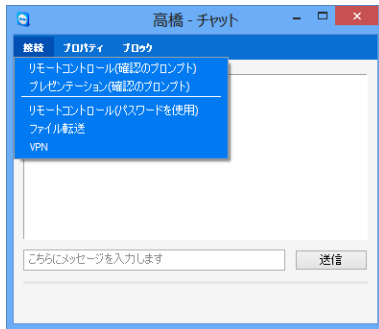 高橋 - チャット
接続 プロパティ ブロック
リモートコントロール(確認のプロンプト)
プレゼンテーション(確認のプロンプト)
リモートコントロール(パスワードを使用)
ファイル転送
VPN
こちらにメッセージを入力します 送信